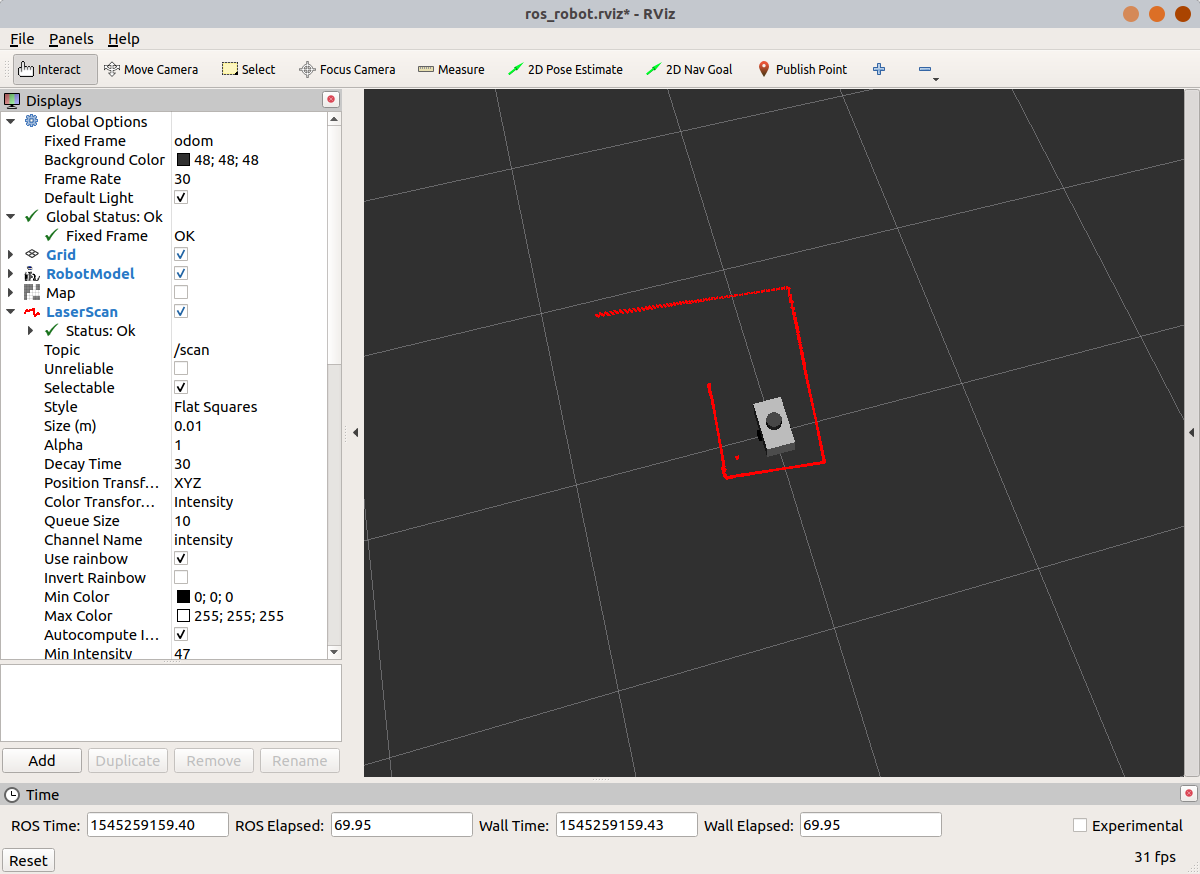 ros_robot.rviz* - RViz
File Panels Help
Interact Move Camera Select Focus Camera Measure 2D Pose Estimate 2D Nav Goal Publish Point
Displays
Global Options
Fixed Frame odom
Background Color 48; 48; 48
Frame Rate 30
Default Light
Global Status: Ok
Fixed Frame OK
Grid
RobotModel
Map
LaserScan
Status: Ok
Topic /scan
Unreliable
Selectable
Style Flat Squares
Size (m) 0.01
Alpha 1
Decay Time 30
Position Transf... XYZ
Color Transfor... Intensity
Queue Size 10
Channel Name intensity
Use rainbow
Invert Rainbow
Min Color 0; 0; 0
Max Color 255; 255; 255
Autocompute I...
Min Intensity 47
Add Duplicate Remove Rename
Time
ROS Time: 1545259159.40 ROS Elapsed: 69.95 Wall Time: 1545259159.43 Wall Elapsed: 69.95 Experimental
Reset 31 fps